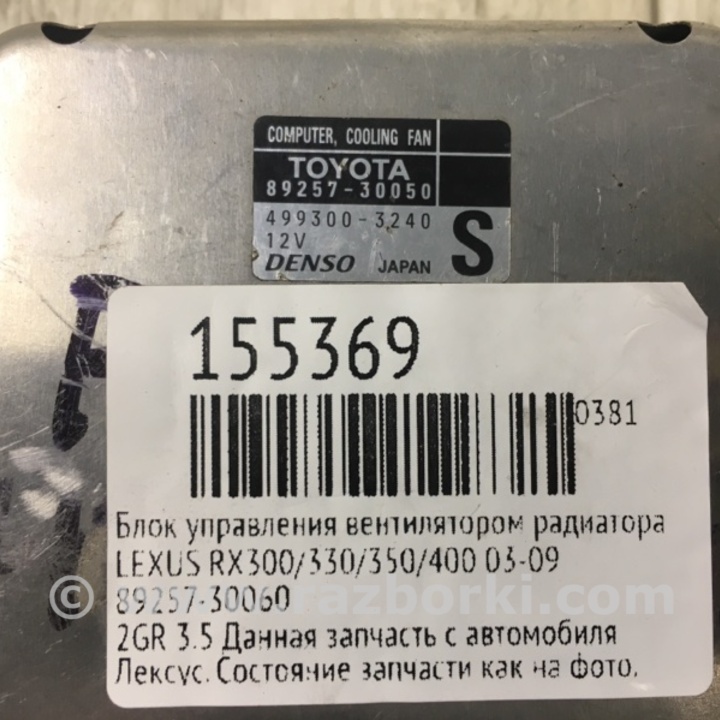 COMPUTER, COOLING FAN
TOYOTA
89257-30050
499300-3240
12V
DENSO JAPAN S
155369
0381
Блок управления вентилятором радиатора
LEXUS RX300/330/350/400 03-09
89257-30060
2GR 3.5 Данная запчасть с автомобиля
Лексус. Состояние запчасти как на фото.